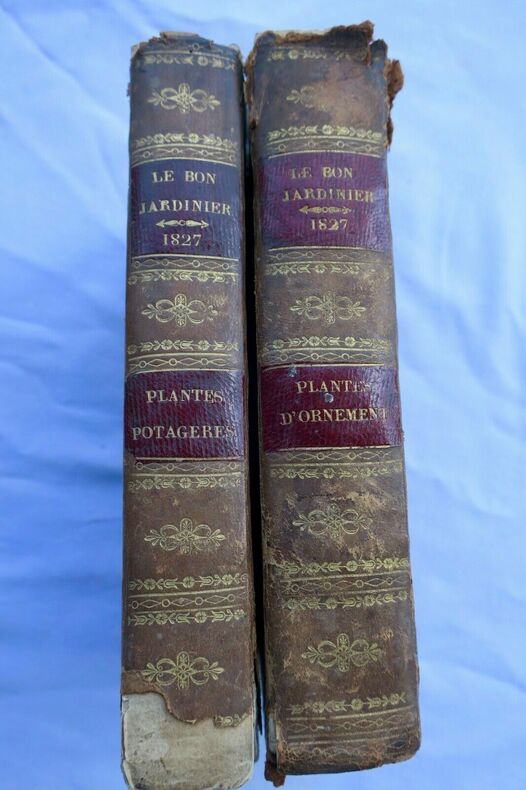 LE BON
JARDINIER
1827
PLANTES
POTAGERES
LE BON
JARDINIER
1827
PLANTES
D'ORNEMENT